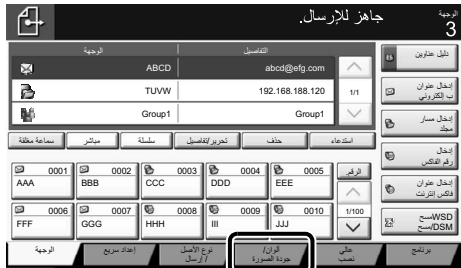 جاهز للإرسال.
الوجهة
3
الوجهة
التفاصيل
ABCD
abcd@efg.com
TUVW
192.168.188.120
1/1
Group1
Group1
دليل عناوين
إدخال عنوان
ب إلكتروني
إدخال مسار
مجلد
إدخال
رقم الفاكس
إدخال عنوان
فاكس إنترنت
مسحWSD
مسح/DSM
استدعاء
حذف
تحرير/تفاصيل
سلسلة
مباشر
سماعة مغلقة
0001
AAA
0002
BBB
0003
CCC
0004
DDD
0005
EEE
الرقم
0006
FFF
0007
GGG
0008
HHH
0009
III
0010
JJJ
1/100
الوجهة
إعداد سريع
نوع الأصل
/ إرسال
ألوان/
جودة الصورة
عالي
نصب
برنامج